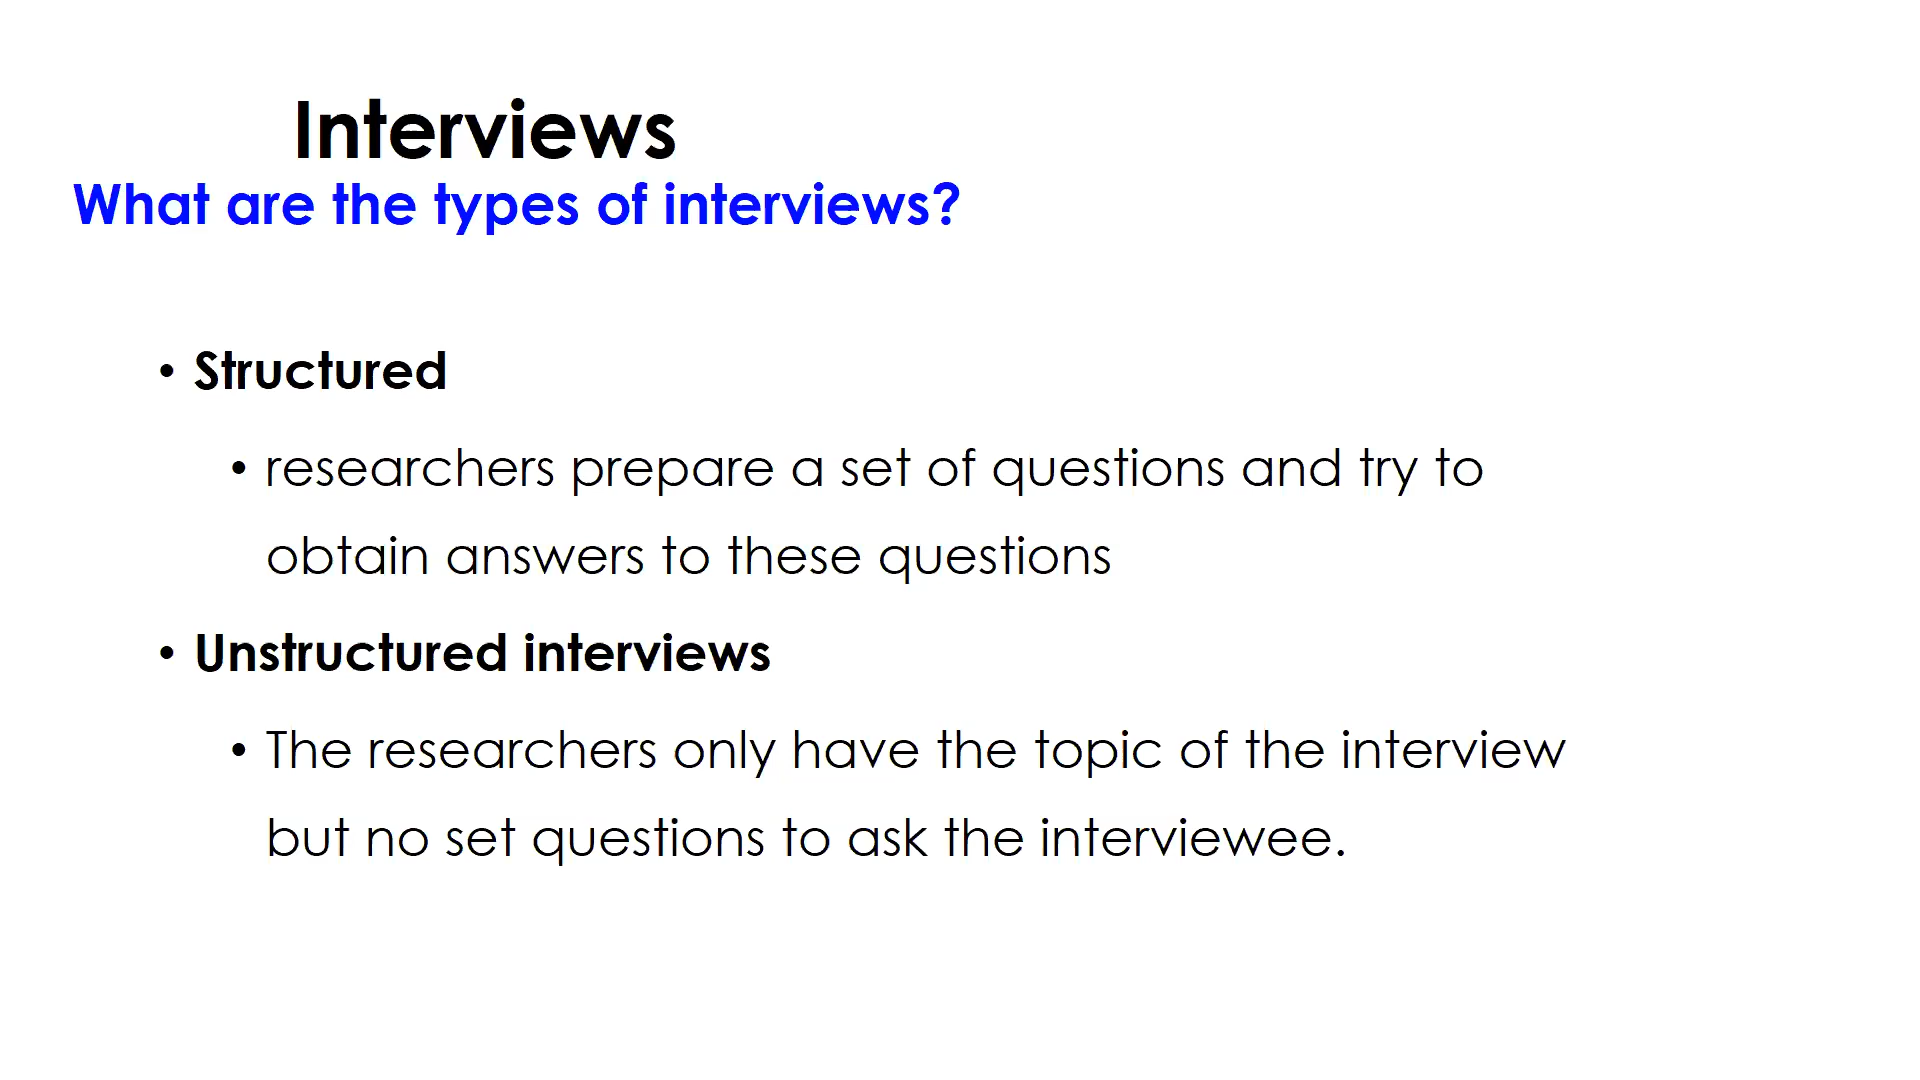 Interviews
What are the types of interviews?
• Structured
• researchers prepare a set of questions and try to
obtain answers to these questions
• Unstructured interviews
• The researchers only have the topic of the interview
but no set questions to ask the interviewee.